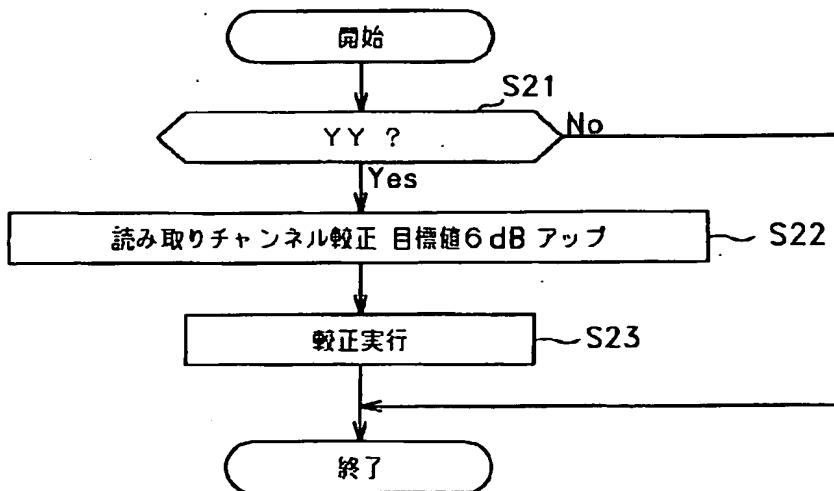 開始
S21
YY ?
No
Yes
読み取りチャンネル較正 目標値6dB アップ
S22
較正実行
S23
終了